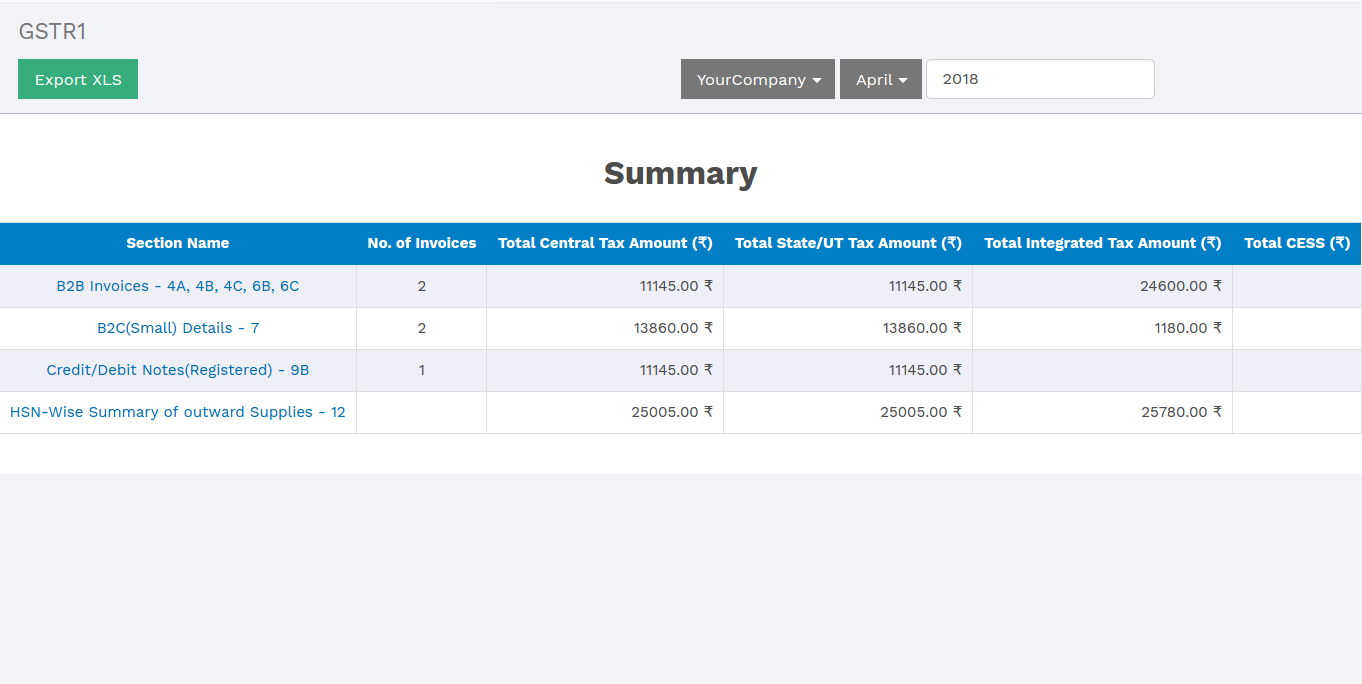 GSTR1
Export XLS YourCompany April 2018
Summary
Section Name No. of Invoices Total Central Tax Amount (₹) Total State/UT Tax Amount (₹) Total Integrated Tax Amount (₹) Total CESS (₹)
B2B Invoices - 4A, 4B, 4C, 6B, 6C 2 11145.00 ₹ 11145.00 ₹ 24600.00 ₹
B2C(Small) Details - 7 2 13860.00 ₹ 13860.00 ₹ 1180.00 ₹
Credit/Debit Notes(Registered) - 9B 1 11145.00 ₹ 11145.00 ₹
HSN-Wise Summary of outward Supplies - 12 25005.00 ₹ 25005.00 ₹ 25780.00 ₹